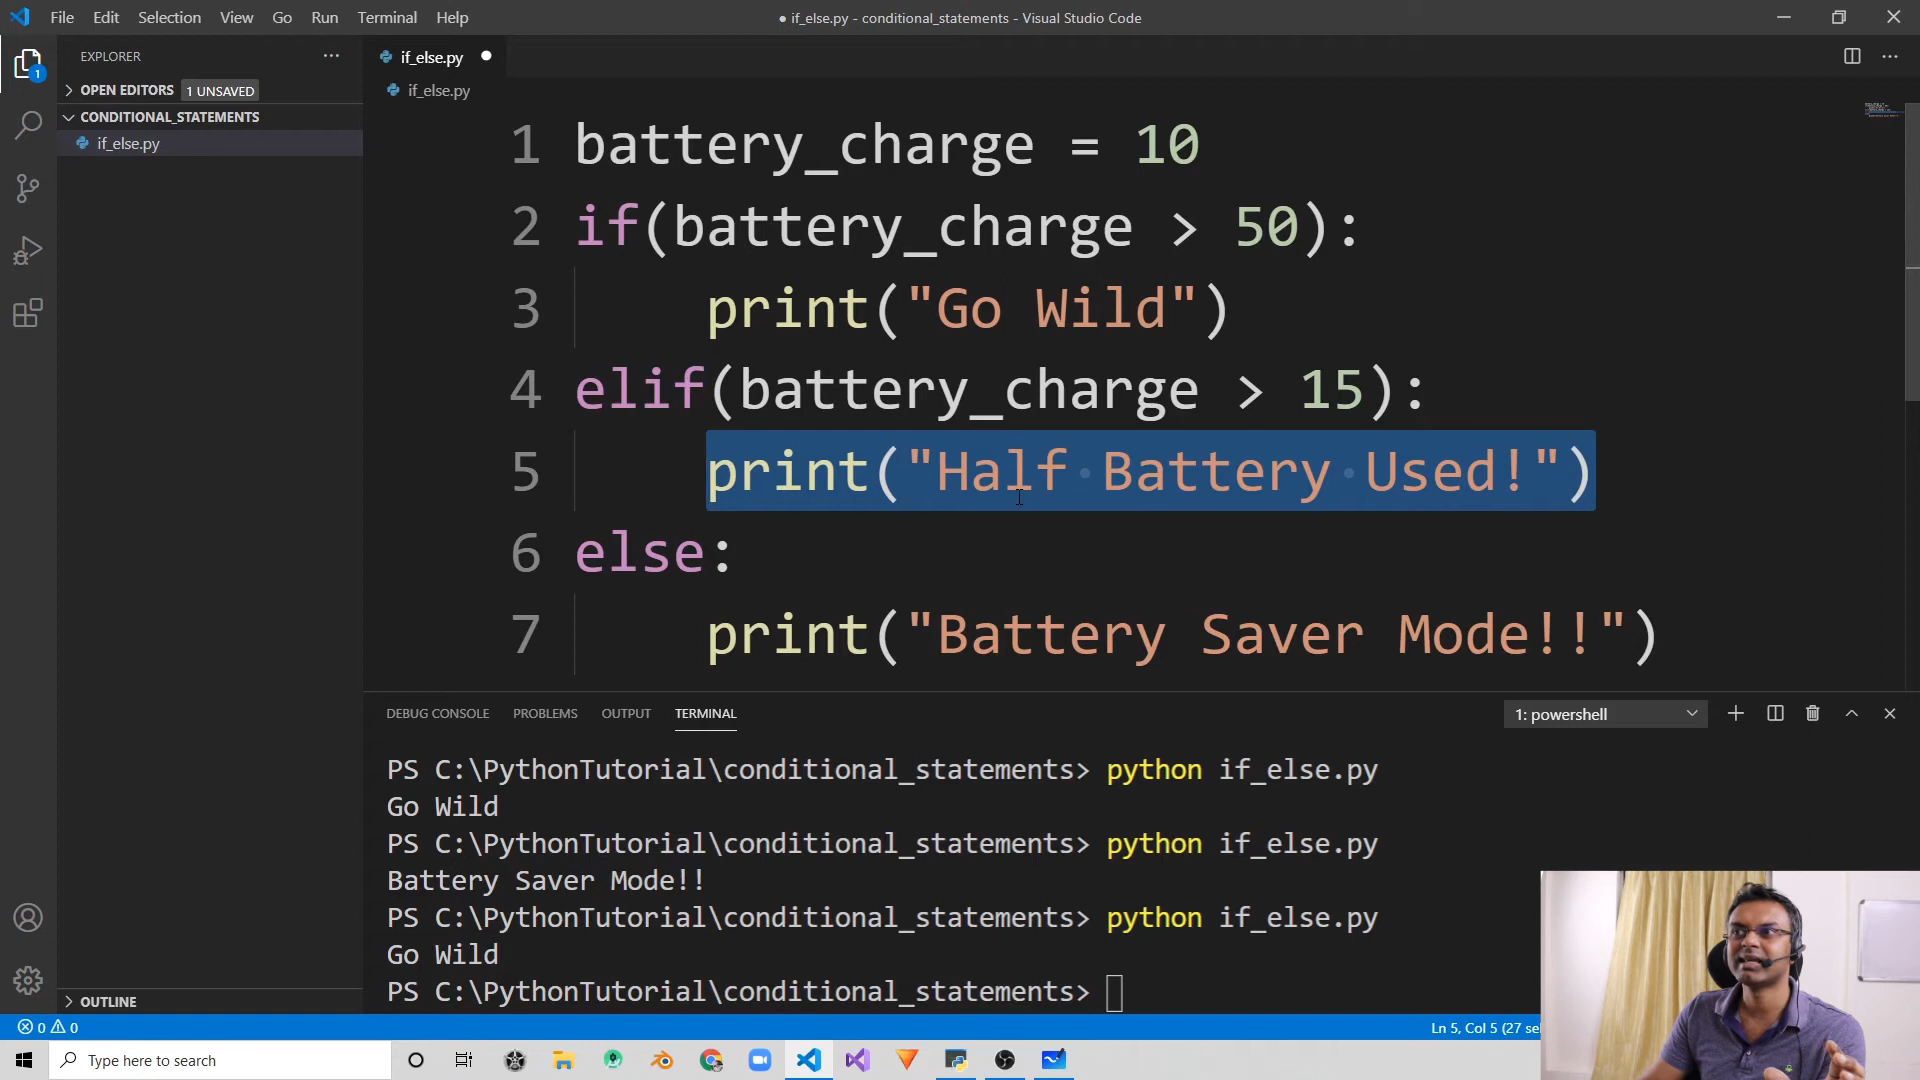 File Edit Selection View Go Run Terminal Help
● if_else.py - conditional_statements - Visual Studio Code
EXPLORER
OPEN EDITORS 1 UNSAVED
CONDITIONAL_STATEMENTS
if_else.py
OUTLINE
1
if_else.py
if_else.py
1 battery_charge = 10
2 if(battery_charge > 50):
3 print("Go Wild")
4 elif(battery_charge > 15):
5 print("Half Battery Used!")
6 else:
7 print("Battery Saver Mode!!")
DEBUG CONSOLE PROBLEMS OUTPUT TERMINAL
1: powershell
PS C:\PythonTutorial\conditional_statements> python if_else.py
Go Wild
PS C:\PythonTutorial\conditional_statements> python if_else.py
Battery Saver Mode!!
PS C:\PythonTutorial\conditional_statements> python if_else.py
Go Wild
PS C:\PythonTutorial\conditional_statements>
0 0
Ln 5, Col 5 (27 sel
Type here to search